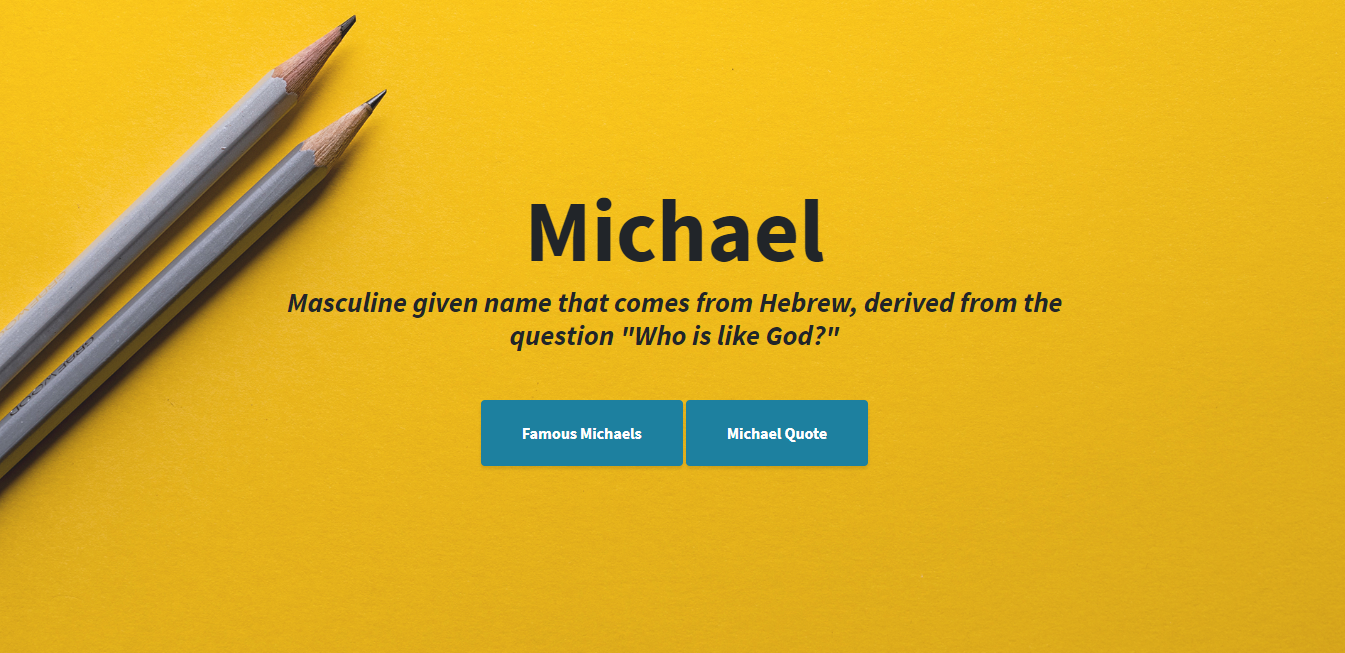 Michael
Masculine given name that comes from Hebrew, derived from the
question "Who is like God?"
Famous Michaels
Michael Quote